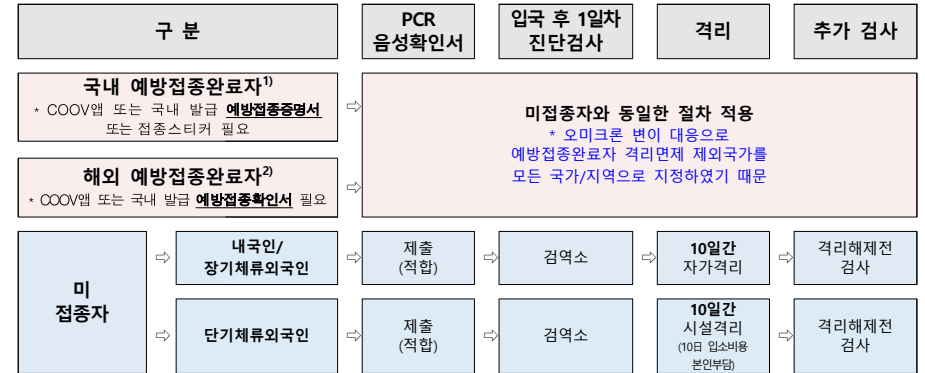 구 분
PCR
음성확인서
입국 후 1일차
진단검사
격리
추가 검사
국내 예방접종완료자1)
* COOV앱 또는 국내 발급 예방접종증명서
또는 접종스티커 필요
해외 예방접종완료자2)
* COOV앱 또는 국내 발급 예방접종확인서 필요
⇨
⇨
미접종자와 동일한 절차 적용
* 오미크론 변이 대응으로
예방접종완료자 격리면제 제외국가를
모든 국가/지역으로 지정하였기 때문
미
접종자
⇨
내국인/
장기체류외국인
⇨
제출
(적합)
⇨
검역소
⇨
10일간
자가격리
⇨
격리해제전
검사
⇨
단기체류외국인
⇨
제출
(적합)
⇨
검역소
10일간
시설격리
(10日 입소비용
본인부담)
⇨
격리해제전
검사